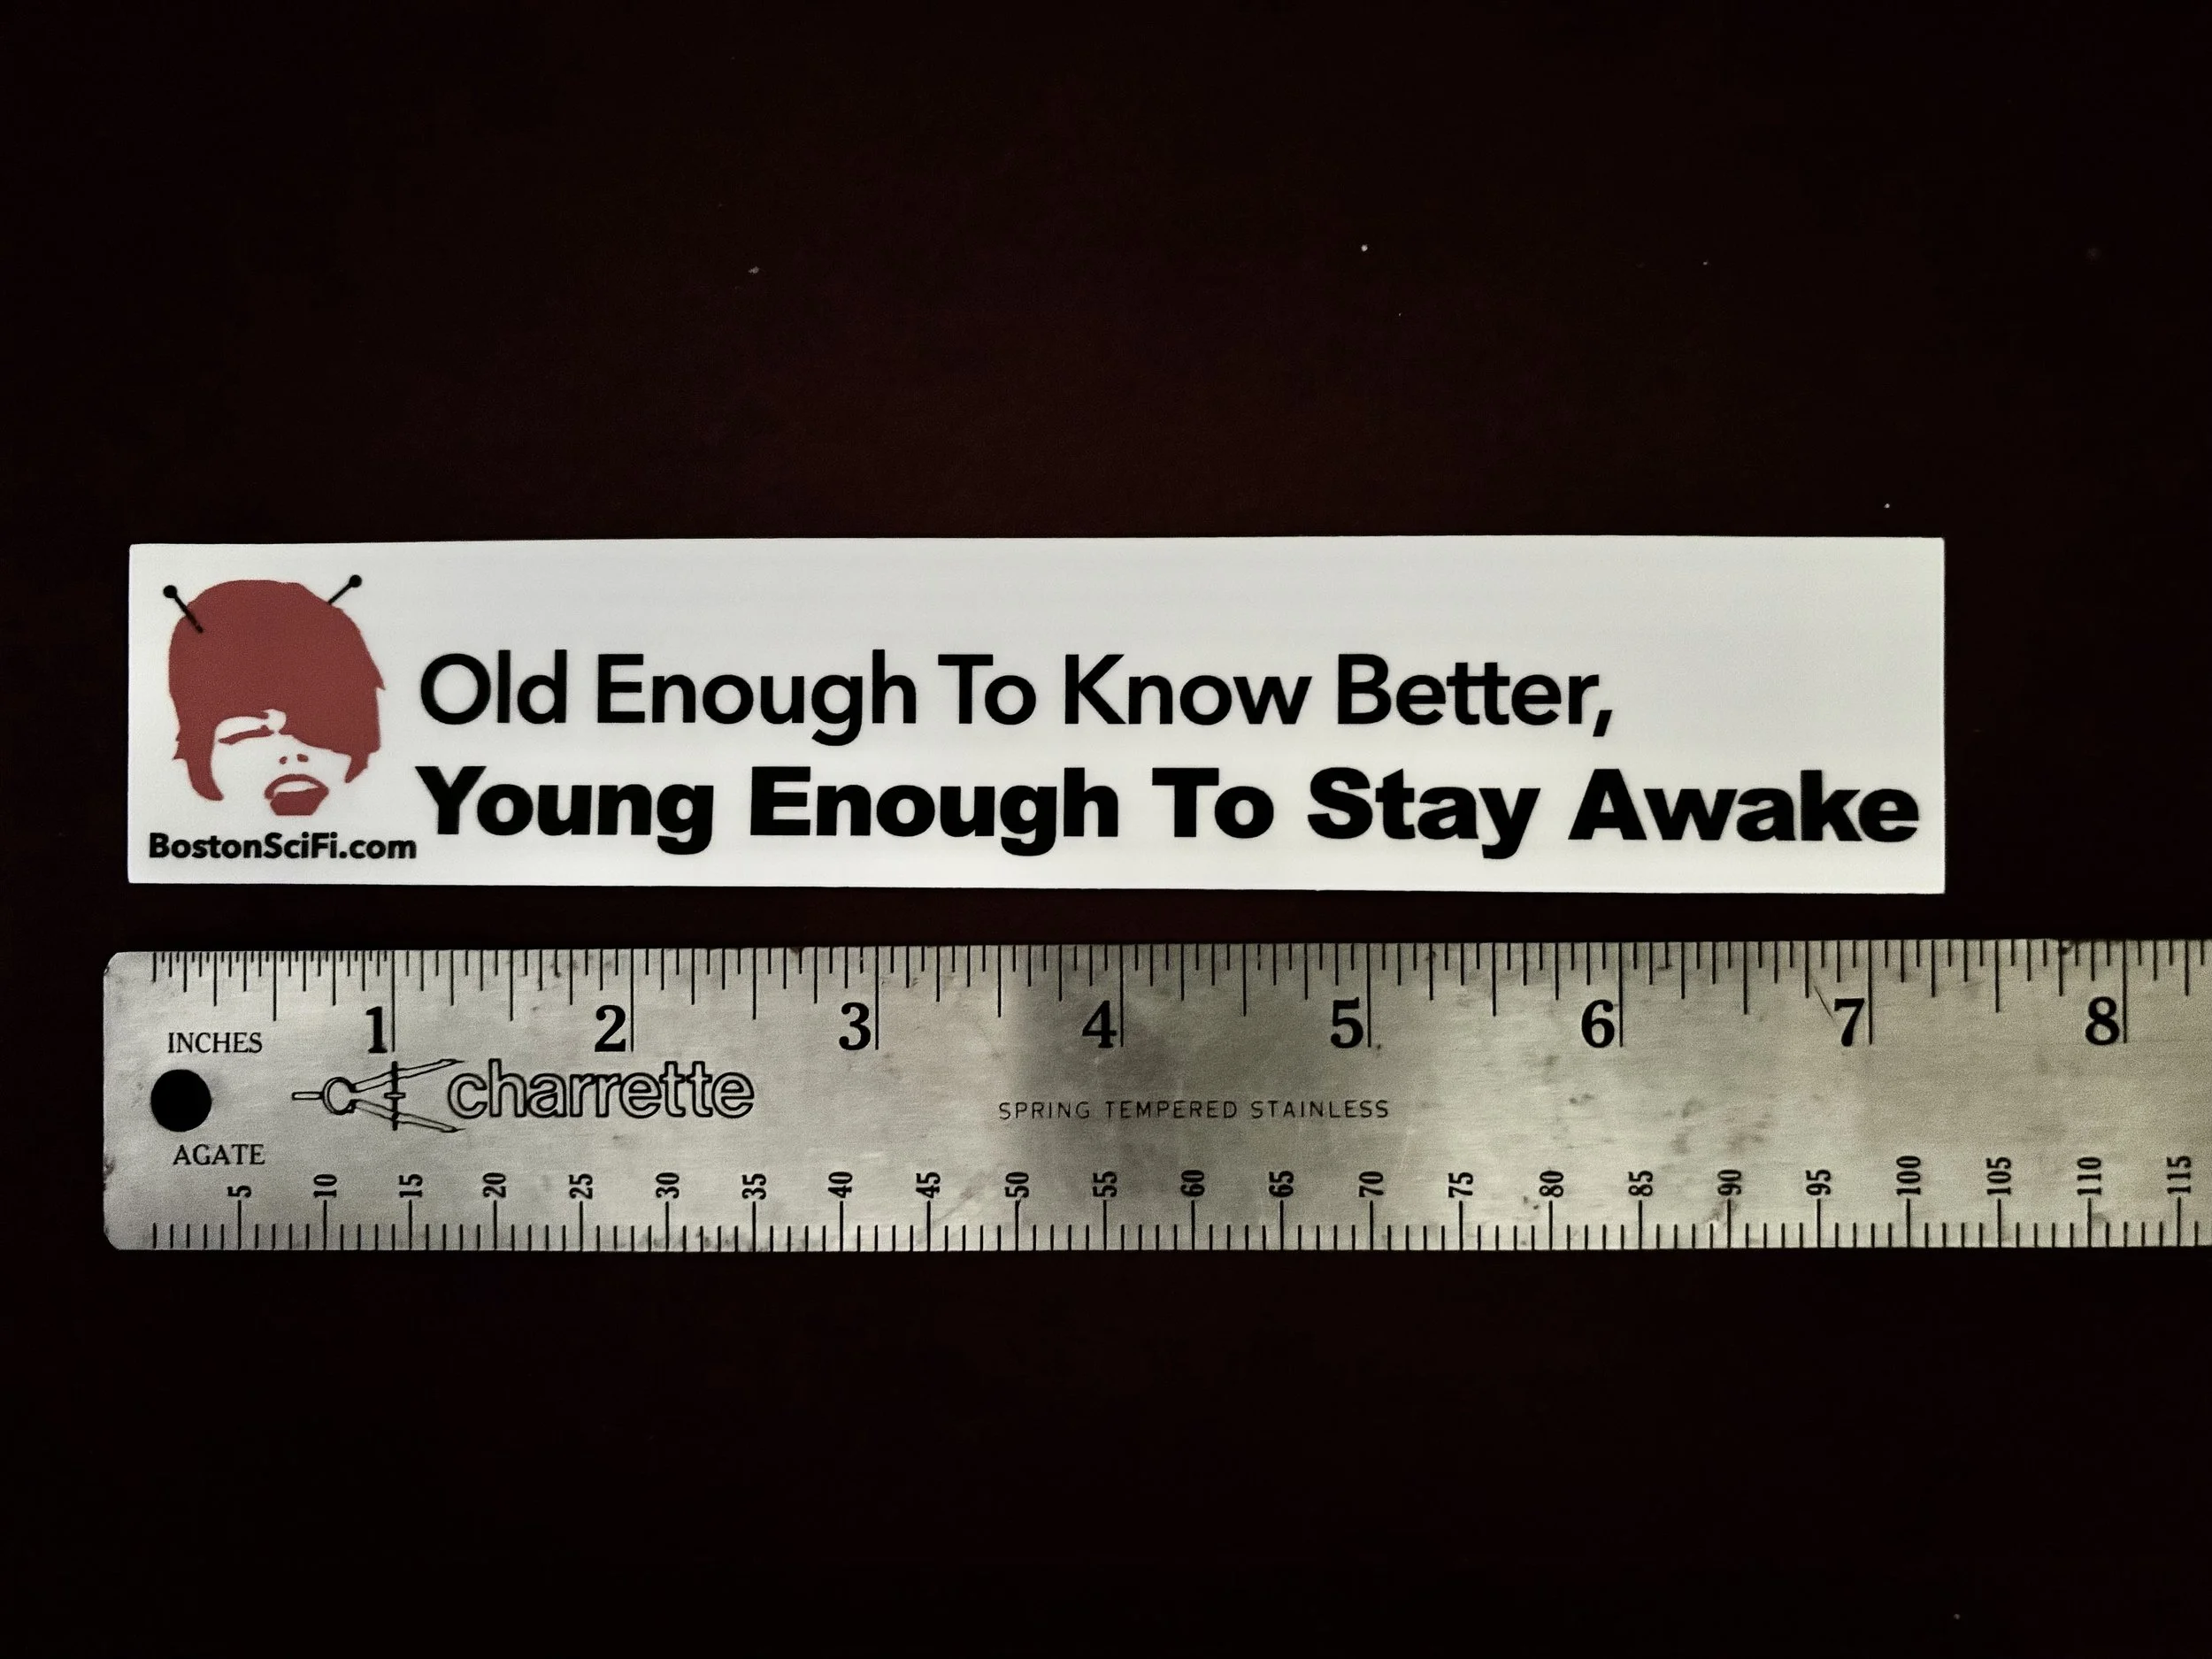 Old Enough To Know Better,
Young Enough To Stay Awake
BostonSciFi.com
1 2 3 4 5 6 7 8
INCHES
charrette
SPRING TEMPERED STAINLESS
AGATE
5 10 15 20 25 30 35 40 45 50 55 60 65 70 75 80 85 90 95 100 105 110 115